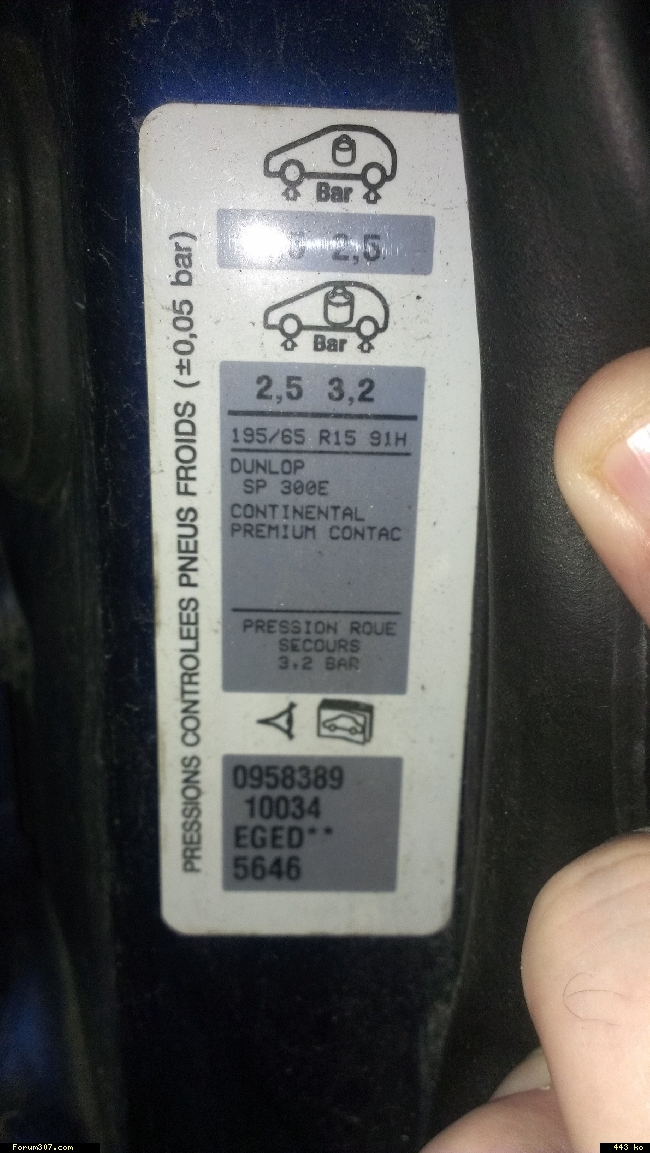 Bar
2,5
Bar
2,5 3,2
195/65 R15 91H
DUNLOP
SP 300E
CONTINENTAL
PREMIUM CONTAC
PRESSION ROUE
SECOURS
3.2 BAR
0958389
10034
EGED**
5646
PRESSIONS CONTROLEES PNEUS FROIDS (±0,05 bar)
Forum307.com
443 ko